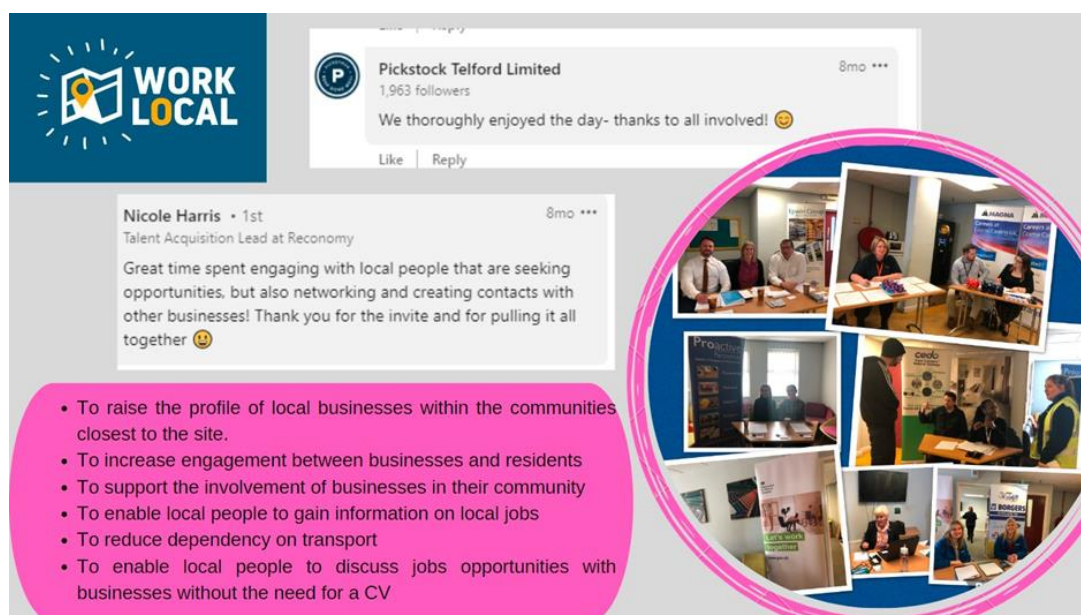 WORK
LOCAL
Pickstock Telford Limited
8mo •••
1,963 followers
We thoroughly enjoyed the day- thanks to all involved! 😊
Like | Reply
Nicole Harris • 1st
8mo •••
Talent Acquisition Lead at Reconomy
Great time spent engaging with local people that are seeking
opportunities, but also networking and creating contacts with
other businesses! Thank you for the invite and for pulling it all
together 😃
• To raise the profile of local businesses within the communities
closest to the site.
• To increase engagement between businesses and residents
• To support the involvement of businesses in their community
• To enable local people to gain information on local jobs
• To reduce dependency on transport
• To enable local people to discuss jobs opportunities with
businesses without the need for a CV
MAGNA
Careers at
Proactive
cedo
Let's work
together
BORGERS